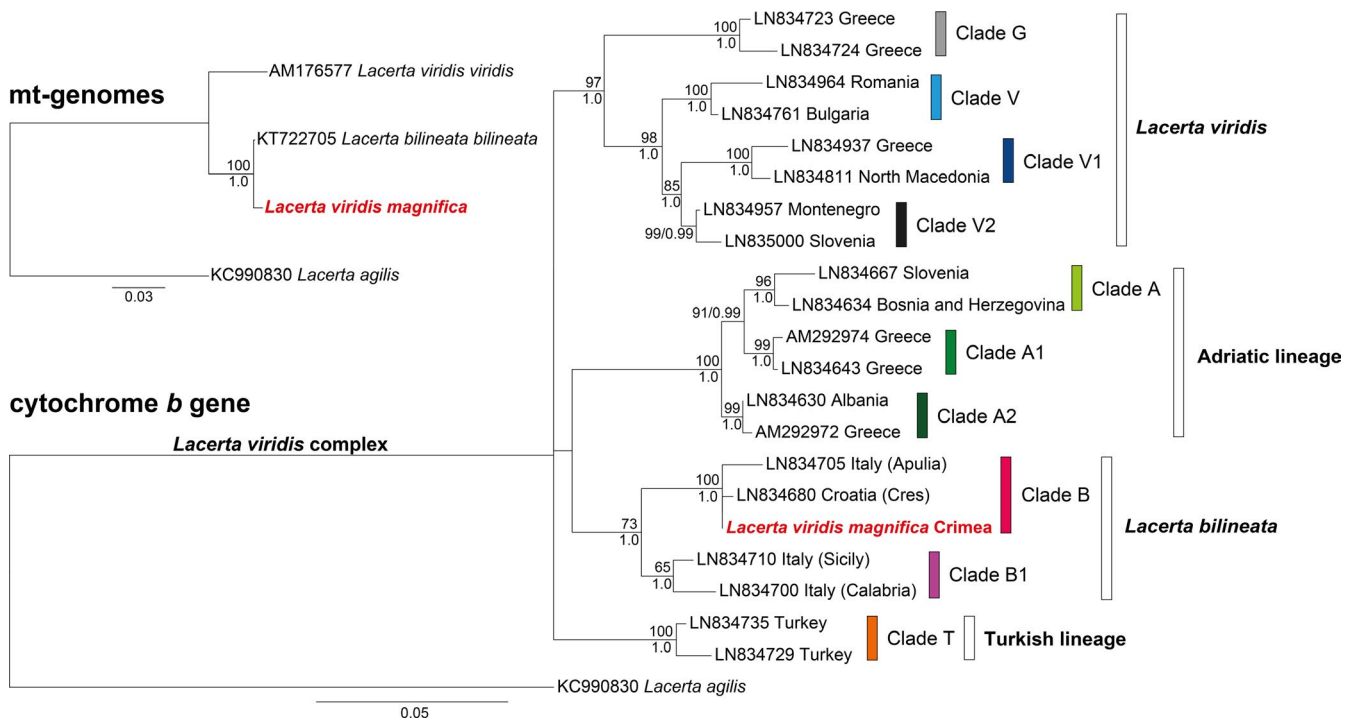 mt-genomes
AM176577 Lacerta viridis viridis
KT722705 Lacerta bilineata bilineata
100
1.0
Lacerta viridis magnifica
KC990830 Lacerta agilis
0.03
cytochrome b gene
Lacerta viridis complex
97
1.0
100
1.0
LN834723 Greece
LN834724 Greece
Clade G
98
1.0
100
1.0
LN834964 Romania
LN834761 Bulgaria
Clade V
85
1.0
100
1.0
LN834937 Greece
LN834811 North Macedonia
Clade V1
99/0.99
LN834957 Montenegro
LN835000 Slovenia
Clade V2
Lacerta viridis
100
1.0
91/0.99
96
1.0
LN834667 Slovenia
LN834634 Bosnia and Herzegovina
Clade A
99
1.0
AM292974 Greece
LN834643 Greece
Clade A1
99
1.0
LN834630 Albania
AM292972 Greece
Clade A2
Adriatic lineage
73
1.0
100
1.0
LN834705 Italy (Apulia)
LN834680 Croatia (Cres)
Lacerta viridis magnifica Crimea
Clade B
65
1.0
LN834710 Italy (Sicily)
LN834700 Italy (Calabria)
Clade B1
Lacerta bilineata
100
1.0
LN834735 Turkey
LN834729 Turkey
Clade T
Turkish lineage
KC990830 Lacerta agilis
0.05